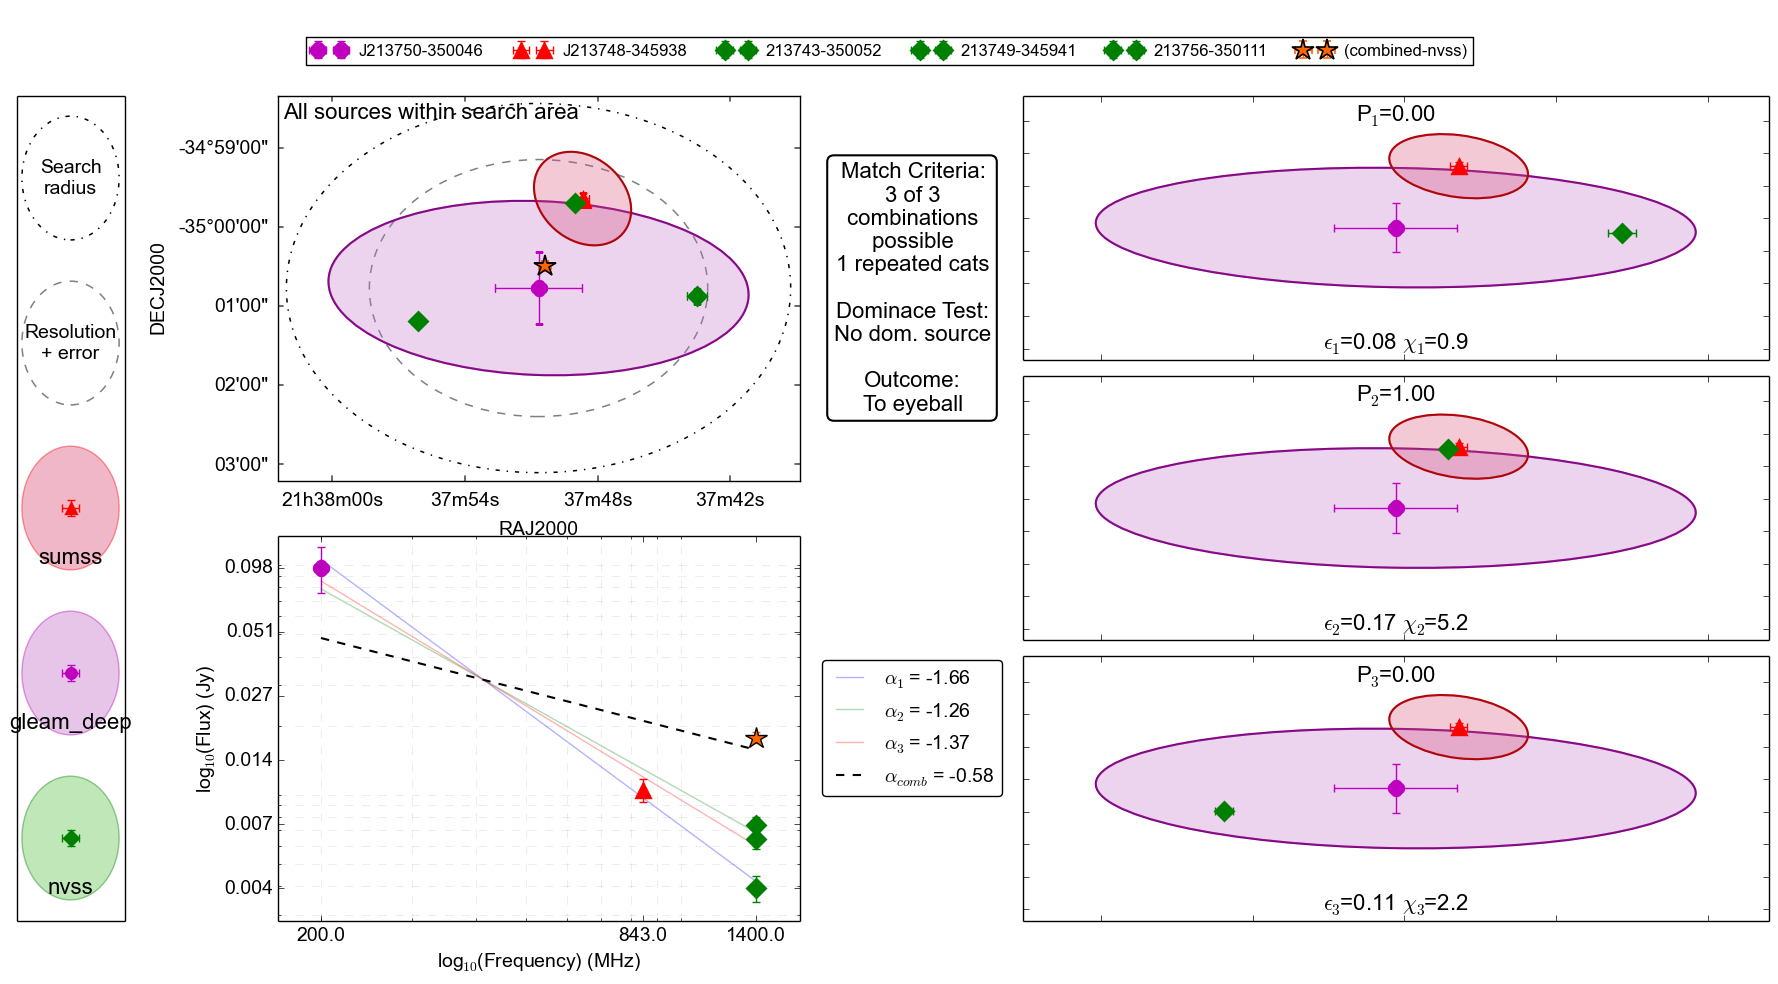 J213750-350046 J213748-345938 213743-350052 213749-345941 213756-350111 (combined-nvss)
Search
radius
Resolution
+ error
sumss
gleam_deep
nvss
All sources within search area
DECJ2000
-34°59'00"
-35°00'00"
01'00"
02'00"
03'00"
21h38m00s 37m54s 37m48s 37m42s
RAJ2000
Match Criteria:
3 of 3
combinations
possible
1 repeated cats
Dominace Test:
No dom. source
Outcome:
To eyeball
log₁₀(Flux) (Jy)
0.098
0.051
0.027
0.014
0.007
0.004
200.0 843.0 1400.0
log₁₀(Frequency) (MHz)
α₁ = -1.66
α₂ = -1.26
α₃ = -1.37
α_comb = -0.58
P₁=0.00
ϵ₁=0.08 χ₁=0.9
P₂=1.00
ϵ₂=0.17 χ₂=5.2
P₃=0.00
ϵ₃=0.11 χ₃=2.2